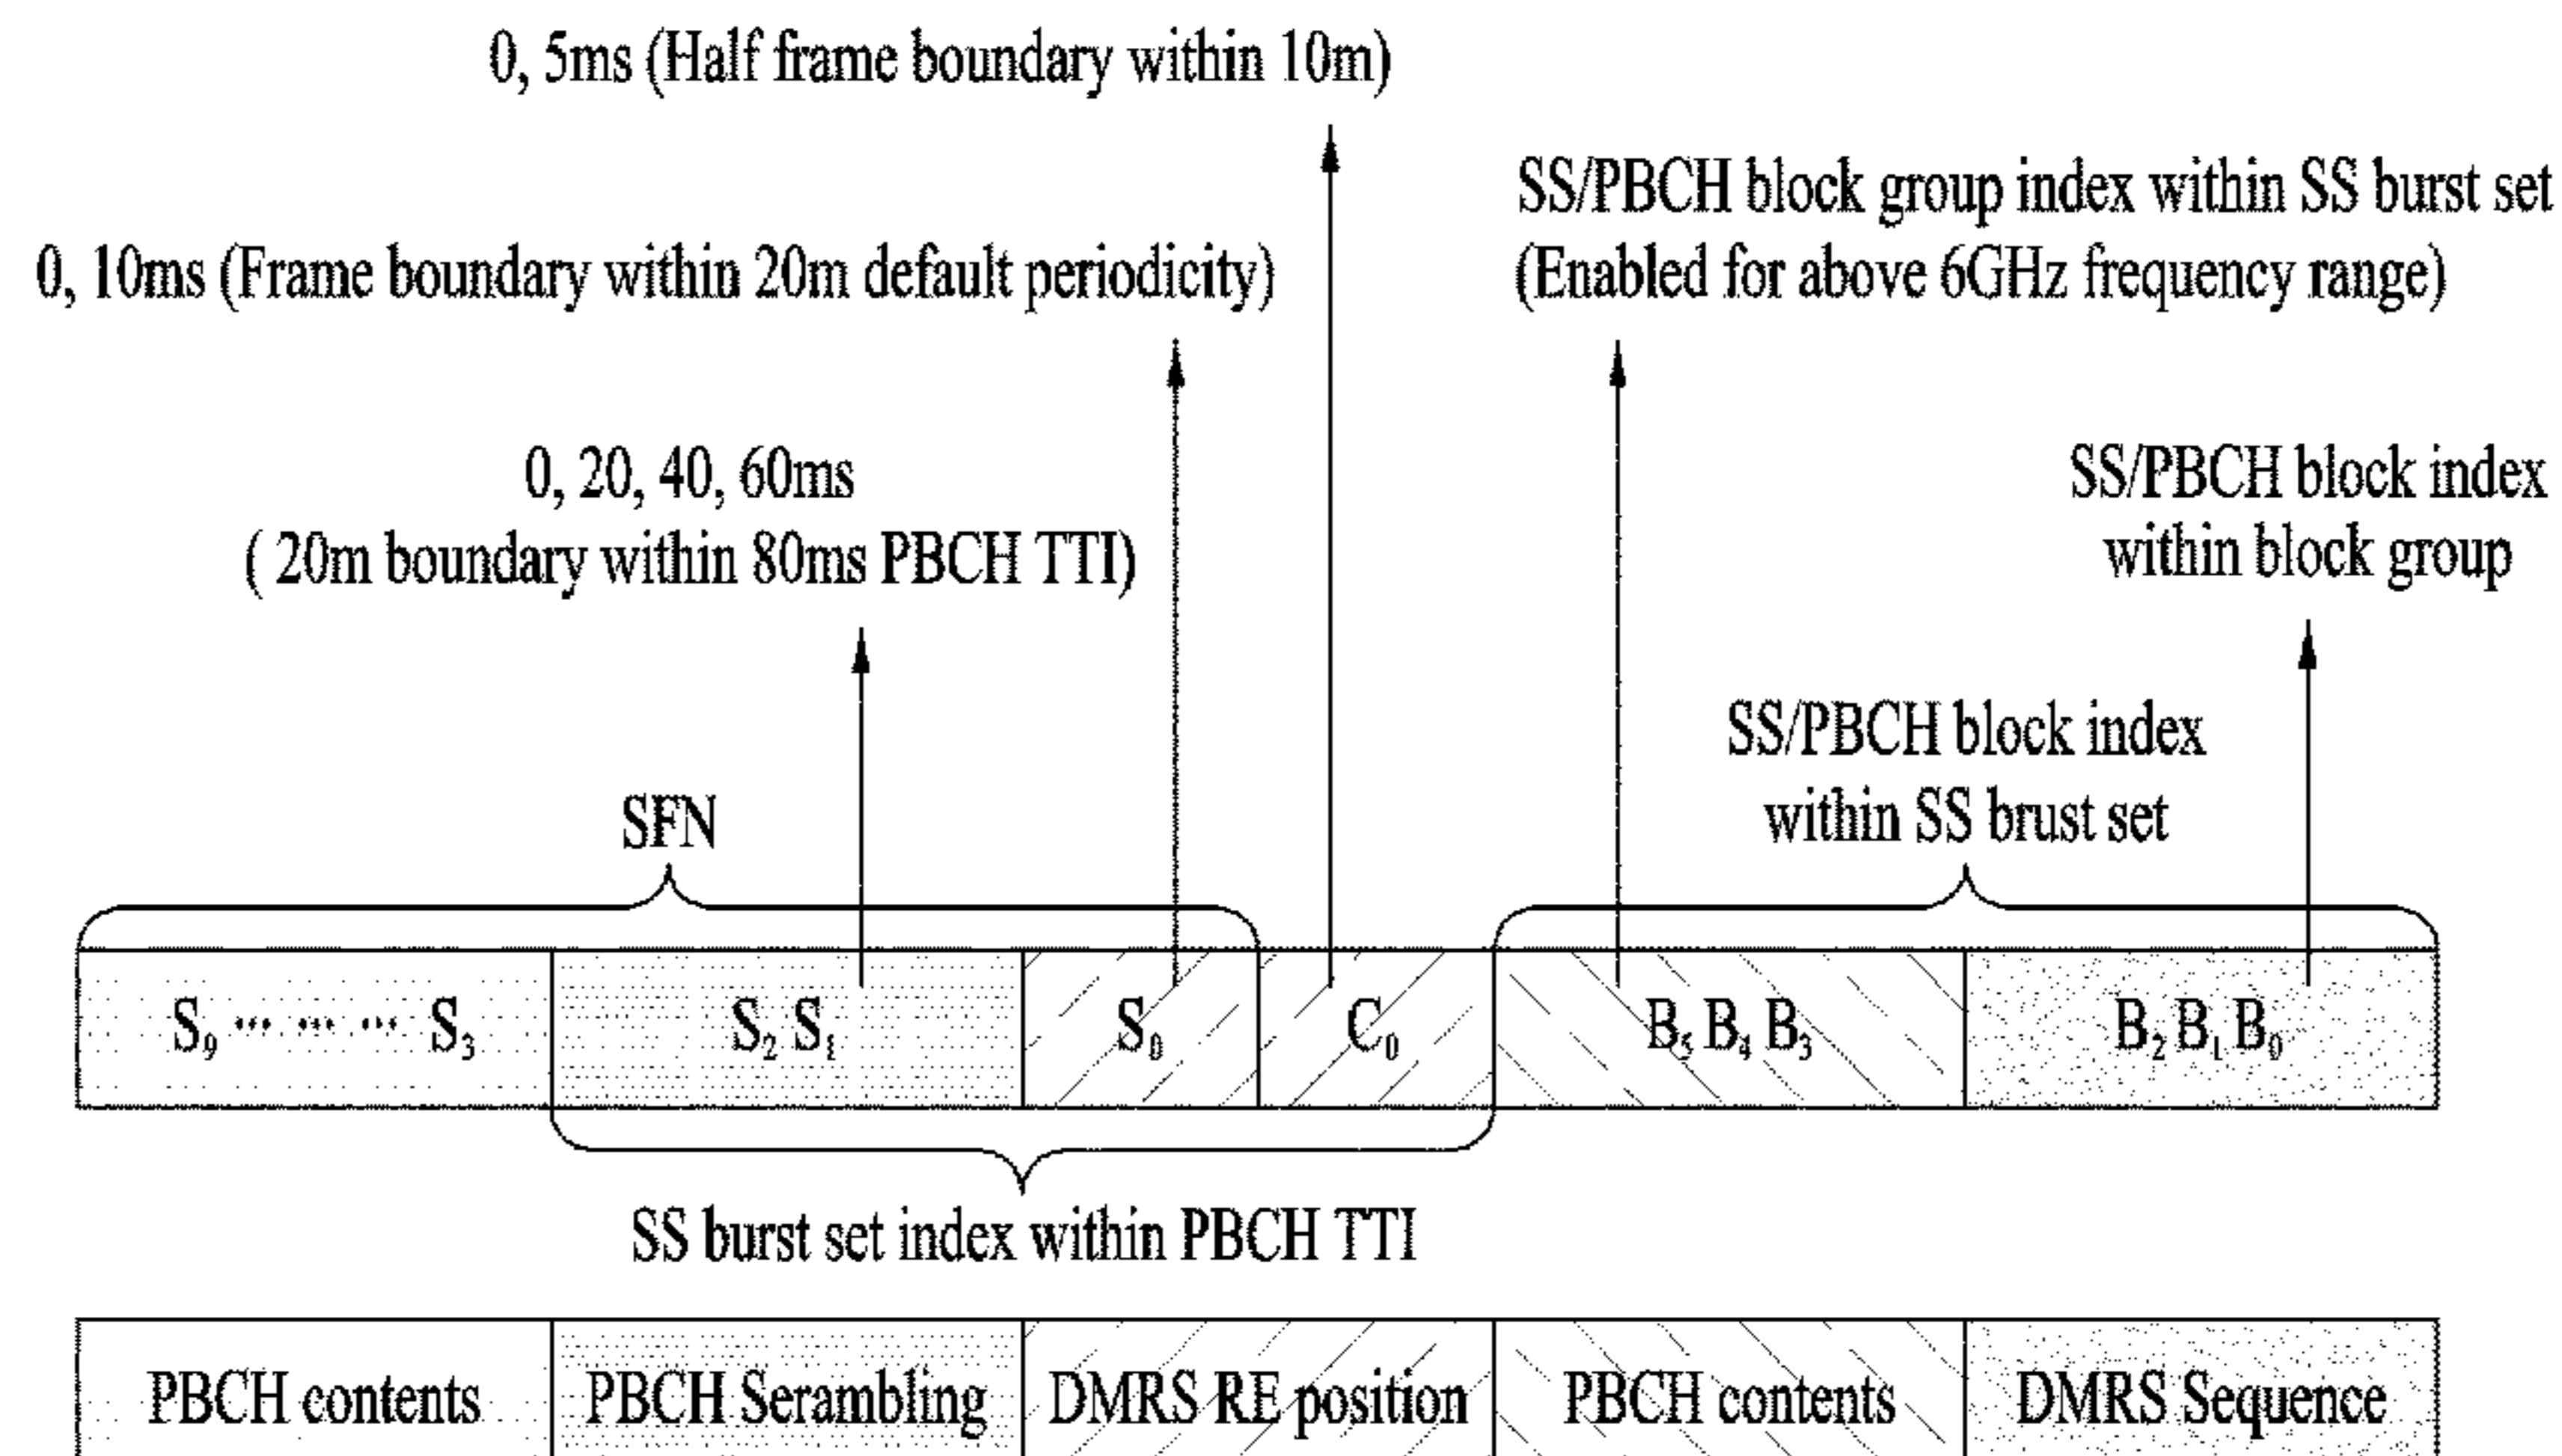 0, 5ms (Half frame boundary within 10m)
SS/PBCH block group index within SS burst set
(Enabled for above 6GHz frequency range)
0, 10ms (Frame boundary within 20m default periodicity)
0, 20, 40, 60ms
( 20m boundary within 80ms PBCH TTI)
SS/PBCH block index
within block group
SS/PBCH block index
within SS brust set
SFN
S₉ ··· ··· ··· S₃
S₂ S₁
S₀
C₀
B₅ B₄ B₃
B₂ B₁ B₀
SS burst set index within PBCH TTI
PBCH contents
PBCH Serambling
DMRS RE position
PBCH contents
DMRS Sequence